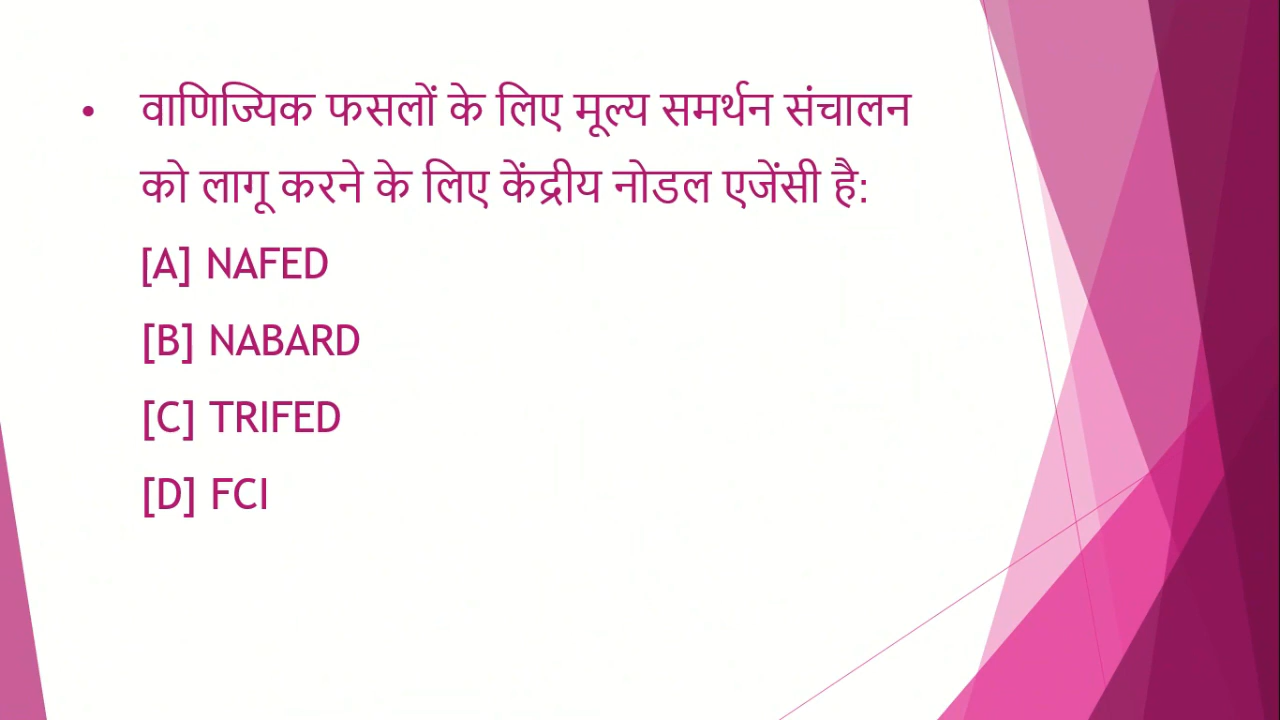 • वाणिज्यिक फसलों के लिए मूल्य समर्थन संचालन
को लागू करने के लिए केंद्रीय नोडल एजेंसी है:
[A] NAFED
[B] NABARD
[C] TRIFED
[D] FCI